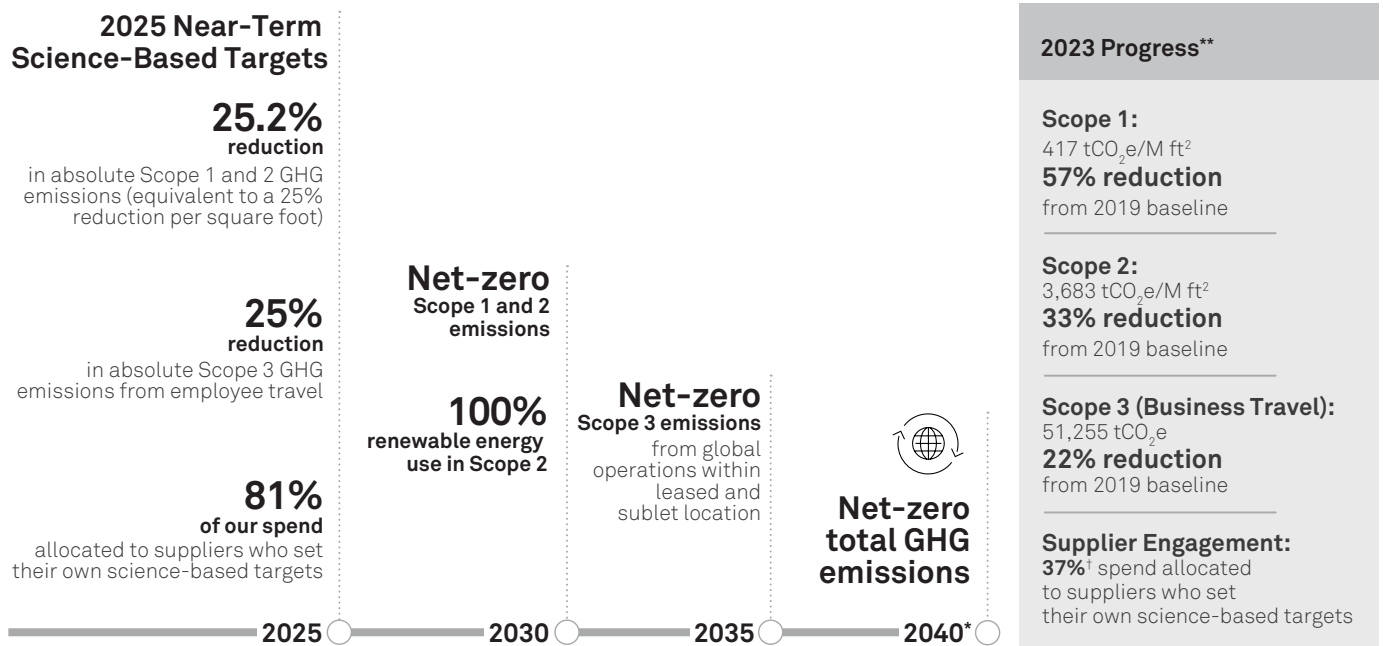 2025 Near-Term
Science-Based Targets
25.2%
reduction
in absolute Scope 1 and 2 GHG
emissions (equivalent to a 25%
reduction per square foot)
25%
reduction
in absolute Scope 3 GHG
emissions from employee travel
81%
of our spend
allocated to suppliers who set
their own science-based targets
2025
Net-zero
Scope 1 and 2
emissions
100%
renewable energy
use in Scope 2
2030
Net-zero
Scope 3 emissions
from global
operations within
leased and
sublet location
2035
Net-zero
total GHG
emissions
2040*
2023 Progress**
Scope 1:
417 tCO₂e/M ft²
57% reduction
from 2019 baseline
Scope 2:
3,683 tCO₂e/M ft²
33% reduction
from 2019 baseline
Scope 3 (Business Travel):
51,255 tCO₂e
22% reduction
from 2019 baseline
Supplier Engagement:
37%† spend allocated
to suppliers who set
their own science-based targets